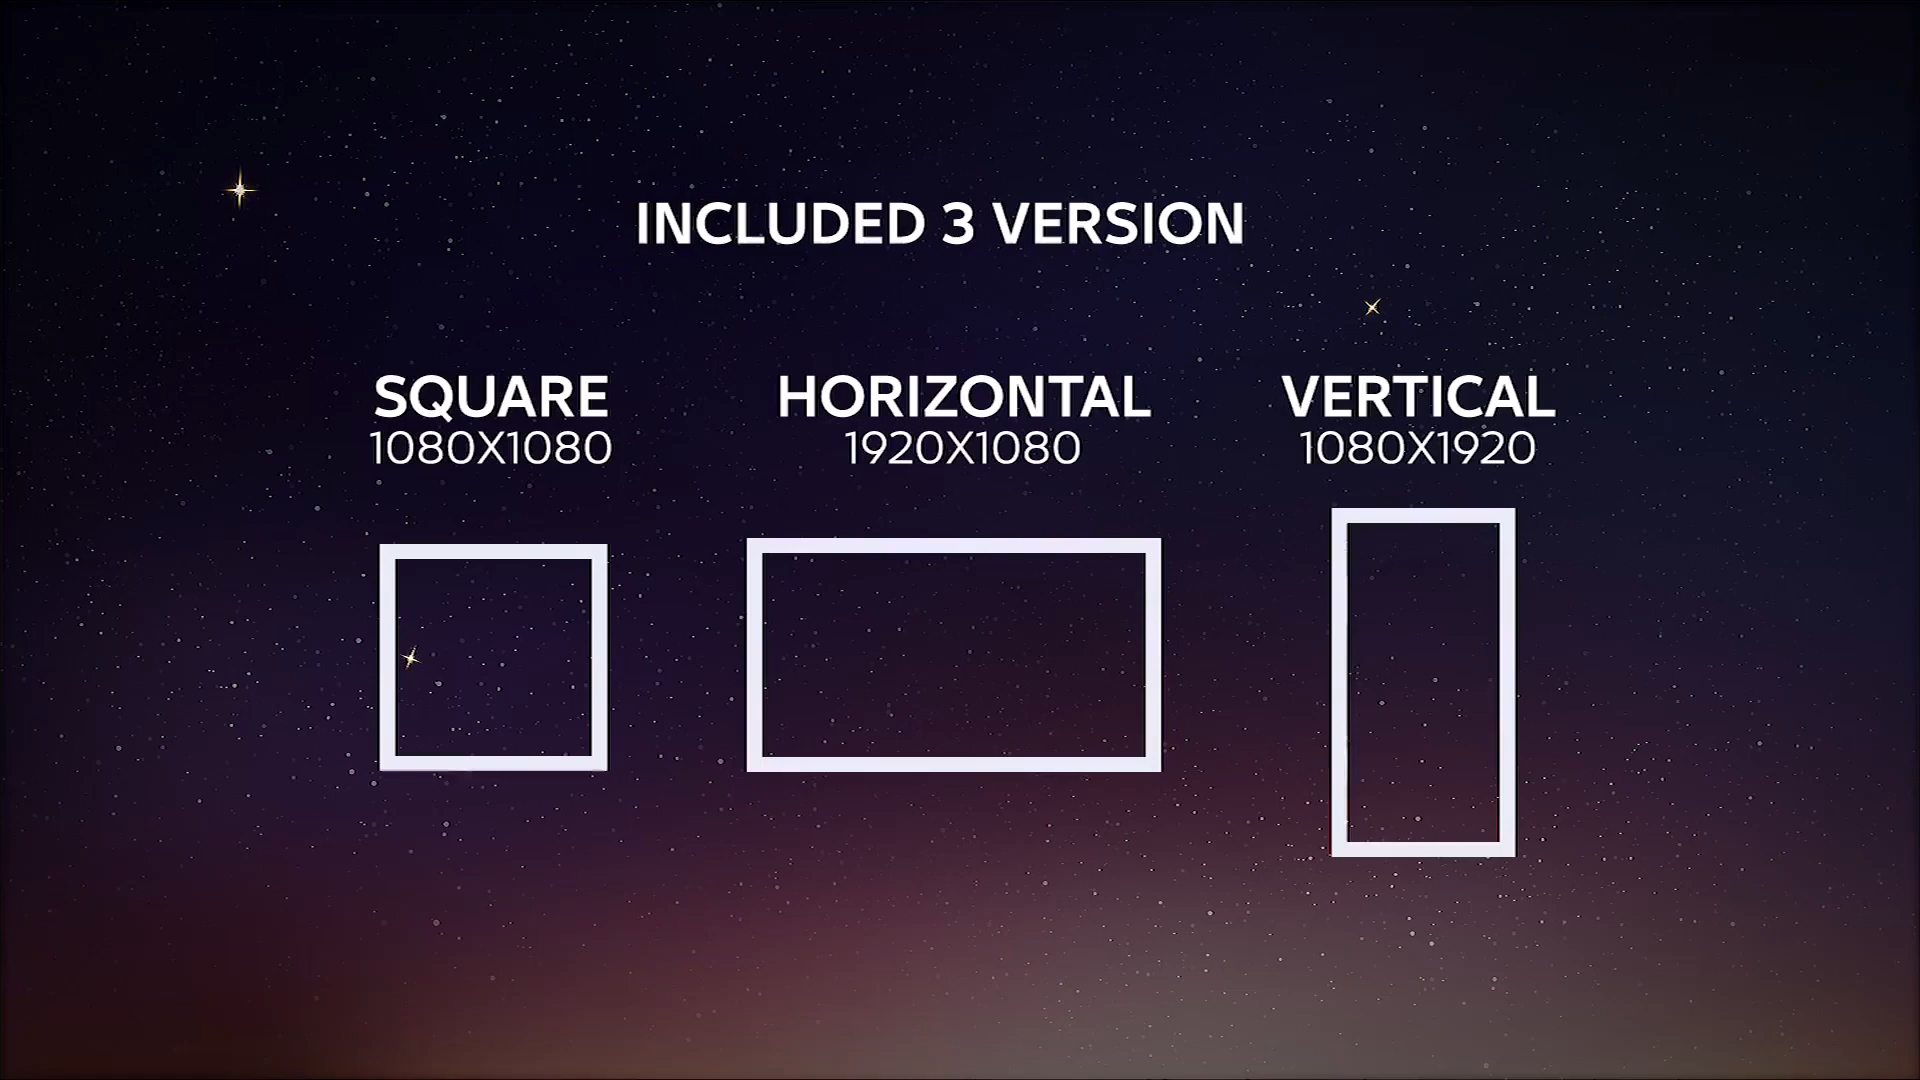 INCLUDED 3 VERSION
SQUARE
1080X1080
HORIZONTAL
1920X1080
VERTICAL
1080X1920